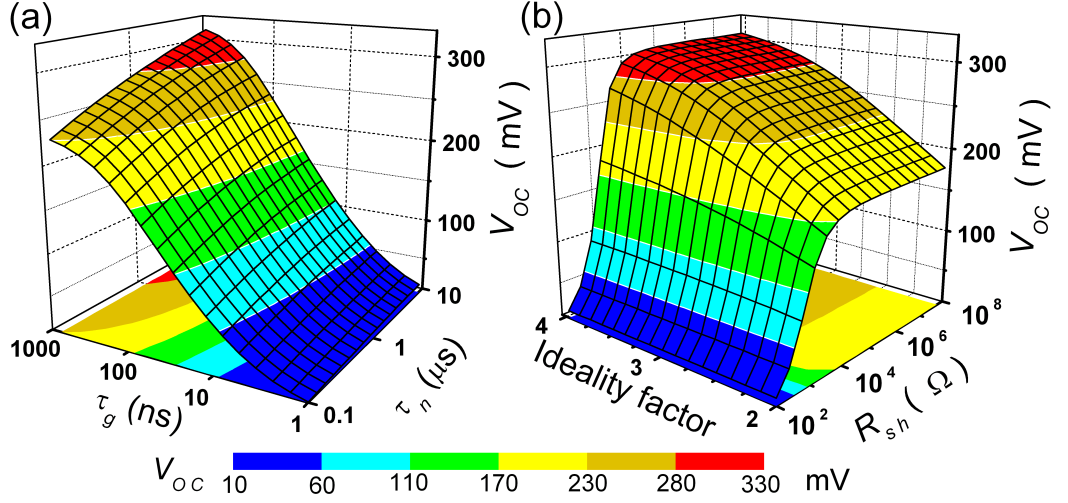 (a)
300
200
100
10
V_OC ( mV)
1000
100
10
1
τ_g (ns)
0.1
1
10
τ_n (μs)
(b)
300
200
100
V_OC ( mV)
4
3
2
Ideality factor
10^2
10^4
10^6
10^8
R_sh ( Ω)
V_OC
10 60 110 170 230 280 330
mV